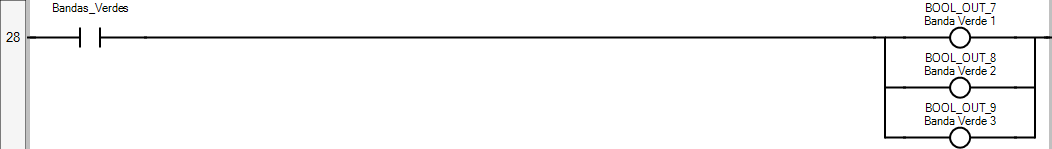 Bandas_Verdes
BOOL_OUT_7
Banda Verde 1
28
BOOL_OUT_8
Banda Verde 2
BOOL_OUT_9
Banda Verde 3